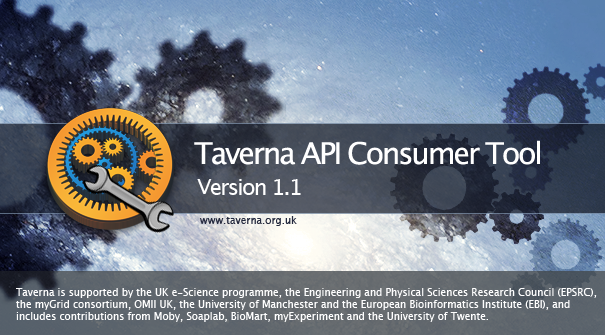 Taverna API Consumer Tool
Version 1.1
www.taverna.org.uk
Taverna is supported by the UK e-Science programme, the Engineering and Physical Sciences Research Council (EPSRC),
the myGrid consortium, OMII UK, the University of Manchester and the European Bioinformatics Institute (EBI), and
includes contributions from Moby, Soaplab, BioMart, myExperiment and the University of Twente.